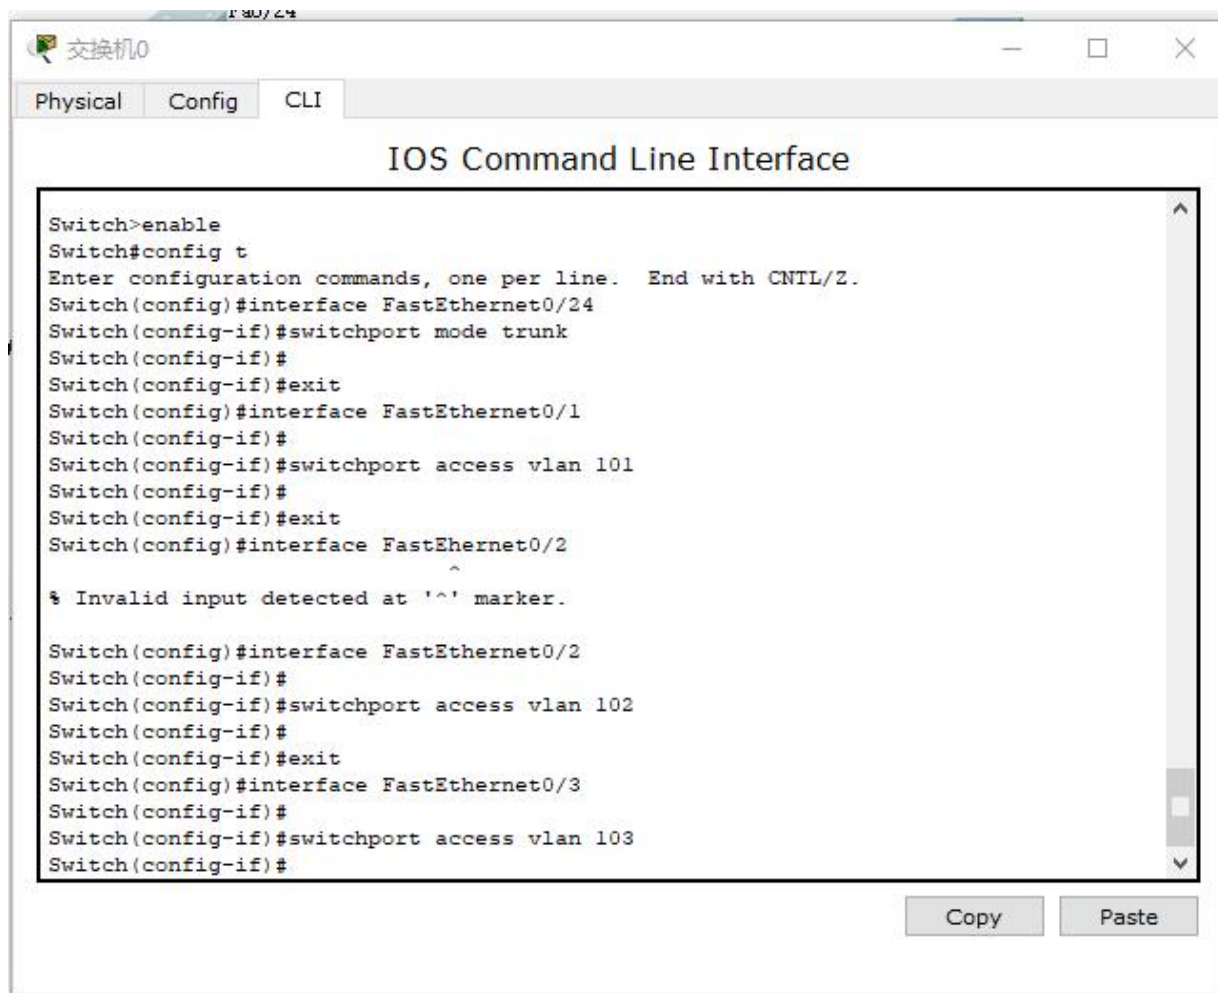 Fa0/24
交换机0
Physical Config CLI
IOS Command Line Interface
Switch>enable
Switch#config t
Enter configuration commands, one per line.  End with CNTL/Z.
Switch(config)#interface FastEthernet0/24
Switch(config-if)#switchport mode trunk
Switch(config-if)#
Switch(config-if)#exit
Switch(config)#interface FastEthernet0/1
Switch(config-if)#
Switch(config-if)#switchport access vlan 101
Switch(config-if)#
Switch(config-if)#exit
Switch(config)#interface FastEhernet0/2
^
% Invalid input detected at '^' marker.
Switch(config)#interface FastEthernet0/2
Switch(config-if)#
Switch(config-if)#switchport access vlan 102
Switch(config-if)#
Switch(config-if)#exit
Switch(config)#interface FastEthernet0/3
Switch(config-if)#
Switch(config-if)#switchport access vlan 103
Switch(config-if)#
Copy Paste